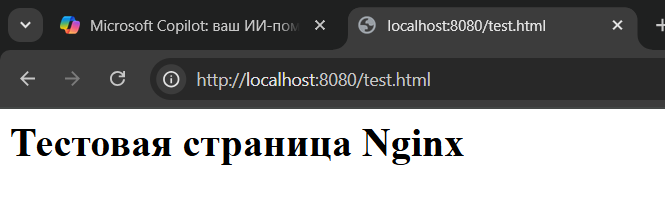 Microsoft Copilot: ваш ИИ-пом
localhost:8080/test.html
http://localhost:8080/test.html
Тестовая страница Nginx